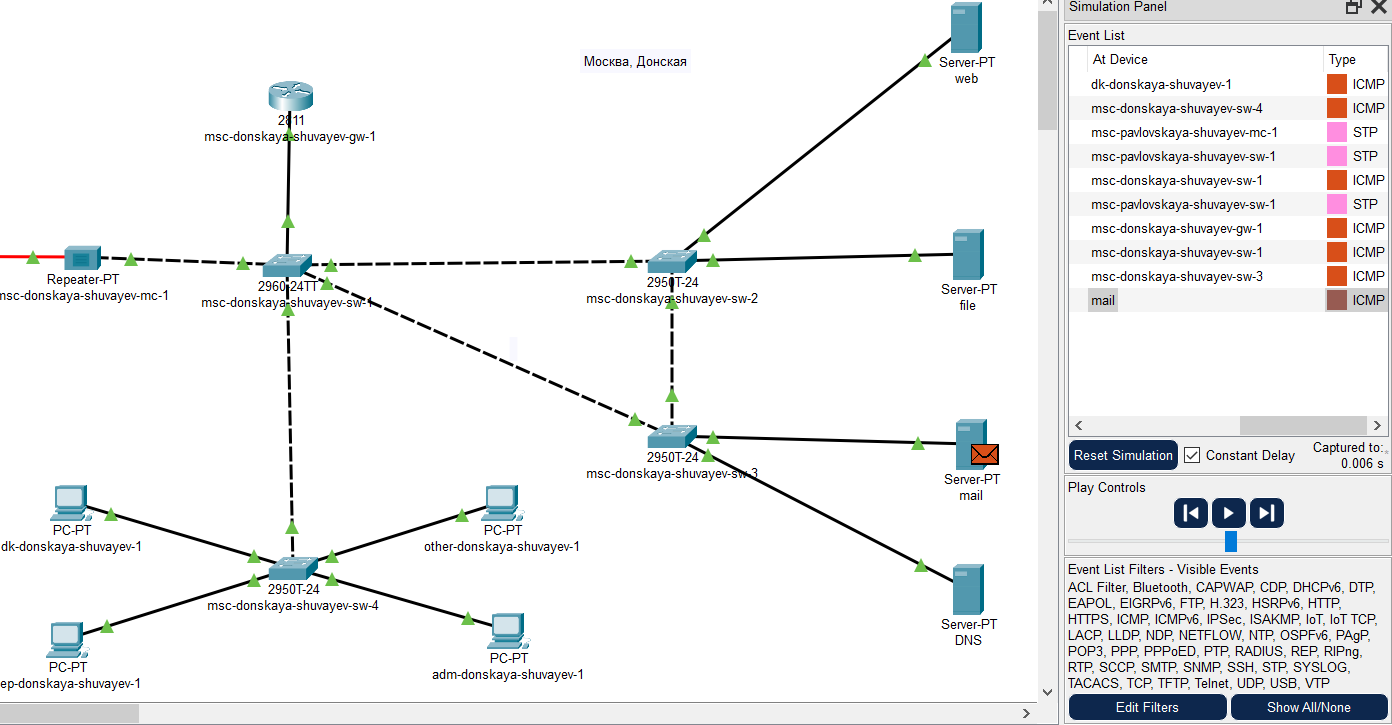 Москва, Донская
Server-PT
web
2811
msc-donskaya-shuvayev-gw-1
Repeater-PT
msc-donskaya-shuvayev-mc-1
2960-24TT
msc-donskaya-shuvayev-sw-1
2950T-24
msc-donskaya-shuvayev-sw-2
Server-PT
file
2950T-24
msc-donskaya-shuvayev-sw-3
Server-PT
mail
PC-PT
dk-donskaya-shuvayev-1
PC-PT
other-donskaya-shuvayev-1
2950T-24
msc-donskaya-shuvayev-sw-4
Server-PT
DNS
PC-PT
ep-donskaya-shuvayev-1
PC-PT
adm-donskaya-shuvayev-1
Simulation Panel
Event List
At Device Type
dk-donskaya-shuvayev-1 ICMP
msc-donskaya-shuvayev-sw-4 ICMP
msc-pavlovskaya-shuvayev-mc-1 STP
msc-pavlovskaya-shuvayev-sw-1 STP
msc-donskaya-shuvayev-sw-1 ICMP
msc-pavlovskaya-shuvayev-sw-1 STP
msc-donskaya-shuvayev-gw-1 ICMP
msc-donskaya-shuvayev-sw-1 ICMP
msc-donskaya-shuvayev-sw-3 ICMP
mail ICMP
Reset Simulation Constant Delay Captured to:
0.006 s
Play Controls
Event List Filters - Visible Events
ACL Filter, Bluetooth, CAPWAP, CDP, DHCPv6, DTP,
EAPOL, EIGRPv6, FTP, H.323, HSRPv6, HTTP,
HTTPS, ICMP, ICMPv6, IPSec, ISAKMP, IoT, IoT TCP,
LACP, LLDP, NDP, NETFLOW, NTP, OSPFv6, PAgP,
POP3, PPP, PPPoED, PTP, RADIUS, REP, RIPng,
RTP, SCCP, SMTP, SNMP, SSH, STP, SYSLOG,
TACACS, TCP, TFTP, Telnet, UDP, USB, VTP
Edit Filters Show All/None